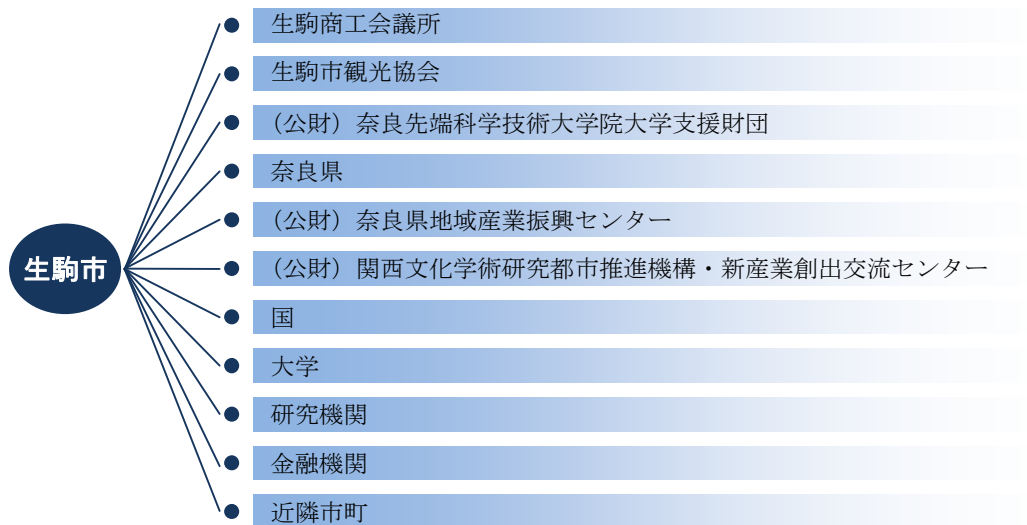 生駒商工会議所
生駒市観光協会
（公財）奈良先端科学技術大学院大学支援財団
奈良県
（公財）奈良県地域産業振興センター
生駒市
（公財）関西文化学術研究都市推進機構・新産業創出交流センター
国
大学
研究機関
金融機関
近隣市町